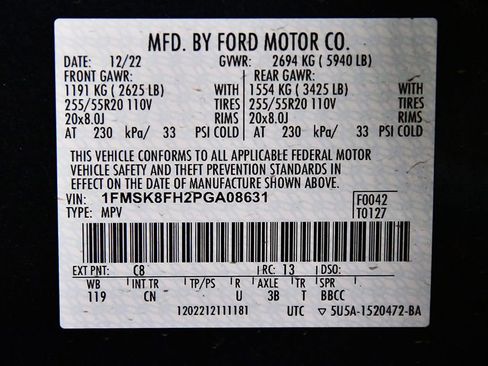 MFD. BY FORD MOTOR CO.
DATE: 12/22 GVWR: 2694 KG ( 5940 LB)
FRONT GAWR: REAR GAWR:
1191 KG ( 2625 LB) WITH 1554 KG ( 3425 LB) WITH
255/55R20 110V TIRES 255/55R20 110V TIRES
20x8.0J RIMS 20x8.0J RIMS
AT 230 kPa/ 33 PSI COLD AT 230 kPa/ 33 PSI COLD
THIS VEHICLE CONFORMS TO ALL APPLICABLE FEDERAL MOTOR
VEHICLE SAFETY AND THEFT PREVENTION STANDARDS IN
EFFECT ON THE DATE OF MANUFACTURE SHOWN ABOVE.
VIN: 1FMSK8FH2PGA08631 F0042
TYPE: MPV T0127
EXT PNT: C8 RC: 13 DSO:
WB INT TR TP/PS R AXLE TR SPR
119 CN U 3B T BBCC
1202212111181 UTC ▽ 5U5A-1520472-BA